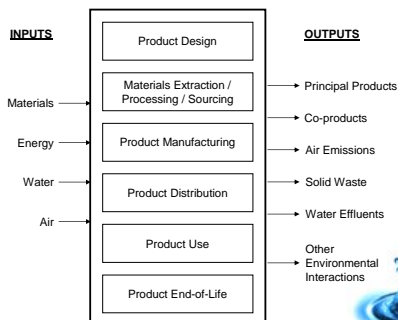 INPUTS
Materials
Energy
Water
Air
Product Design
Materials Extraction /
Processing / Sourcing
Product Manufacturing
Product Distribution
Product Use
Product End-of-Life
OUTPUTS
Principal Products
Co-products
Air Emissions
Solid Waste
Water Effluents
Other
Environmental
Interactions